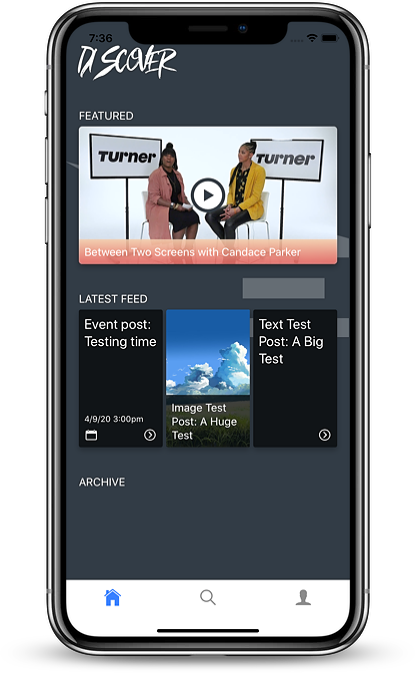 7:36
DISCOVER
FEATURED
TURNER
TURNER
Between Two Screens with Candace Parker
LATEST FEED
Event post:
Testing time
4/9/20 3:00pm
Image Test
Post: A Huge
Test
Text Test
Post: A Big
Test
ARCHIVE